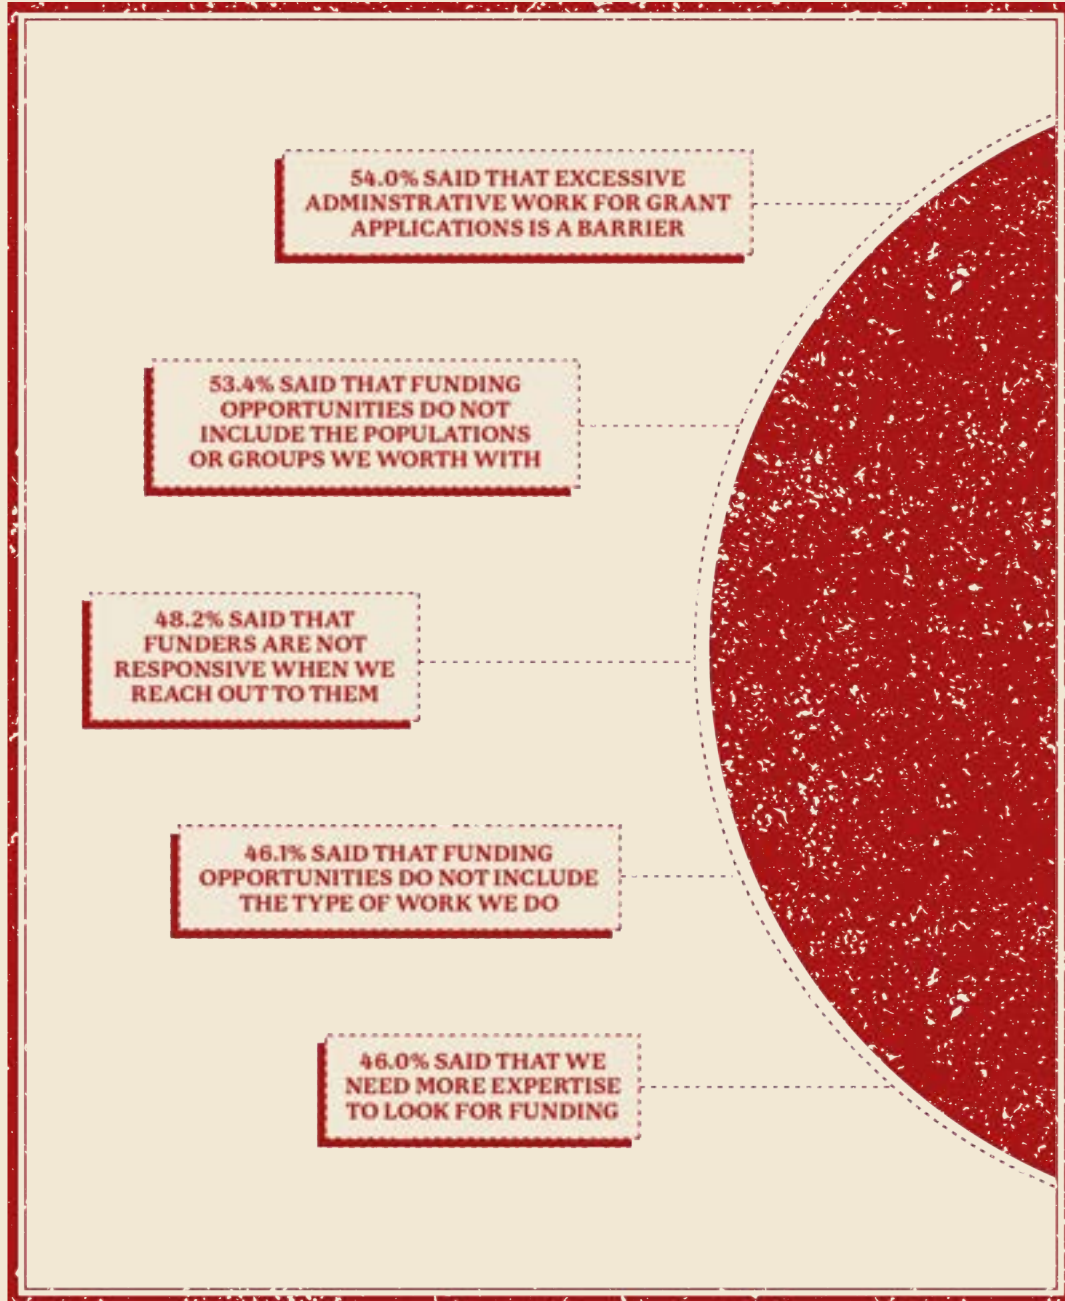 54.0% SAID THAT EXCESSIVE
ADMINSTRATIVE WORK FOR GRANT
APPLICATIONS IS A BARRIER
53.4% SAID THAT FUNDING
OPPORTUNITIES DO NOT
INCLUDE THE POPULATIONS
OR GROUPS WE WORTH WITH
48.2% SAID THAT
FUNDERS ARE NOT
RESPONSIVE WHEN WE
REACH OUT TO THEM
46.1% SAID THAT FUNDING
OPPORTUNITIES DO NOT INCLUDE
THE TYPE OF WORK WE DO
46.0% SAID THAT WE
NEED MORE EXPERTISE
TO LOOK FOR FUNDING